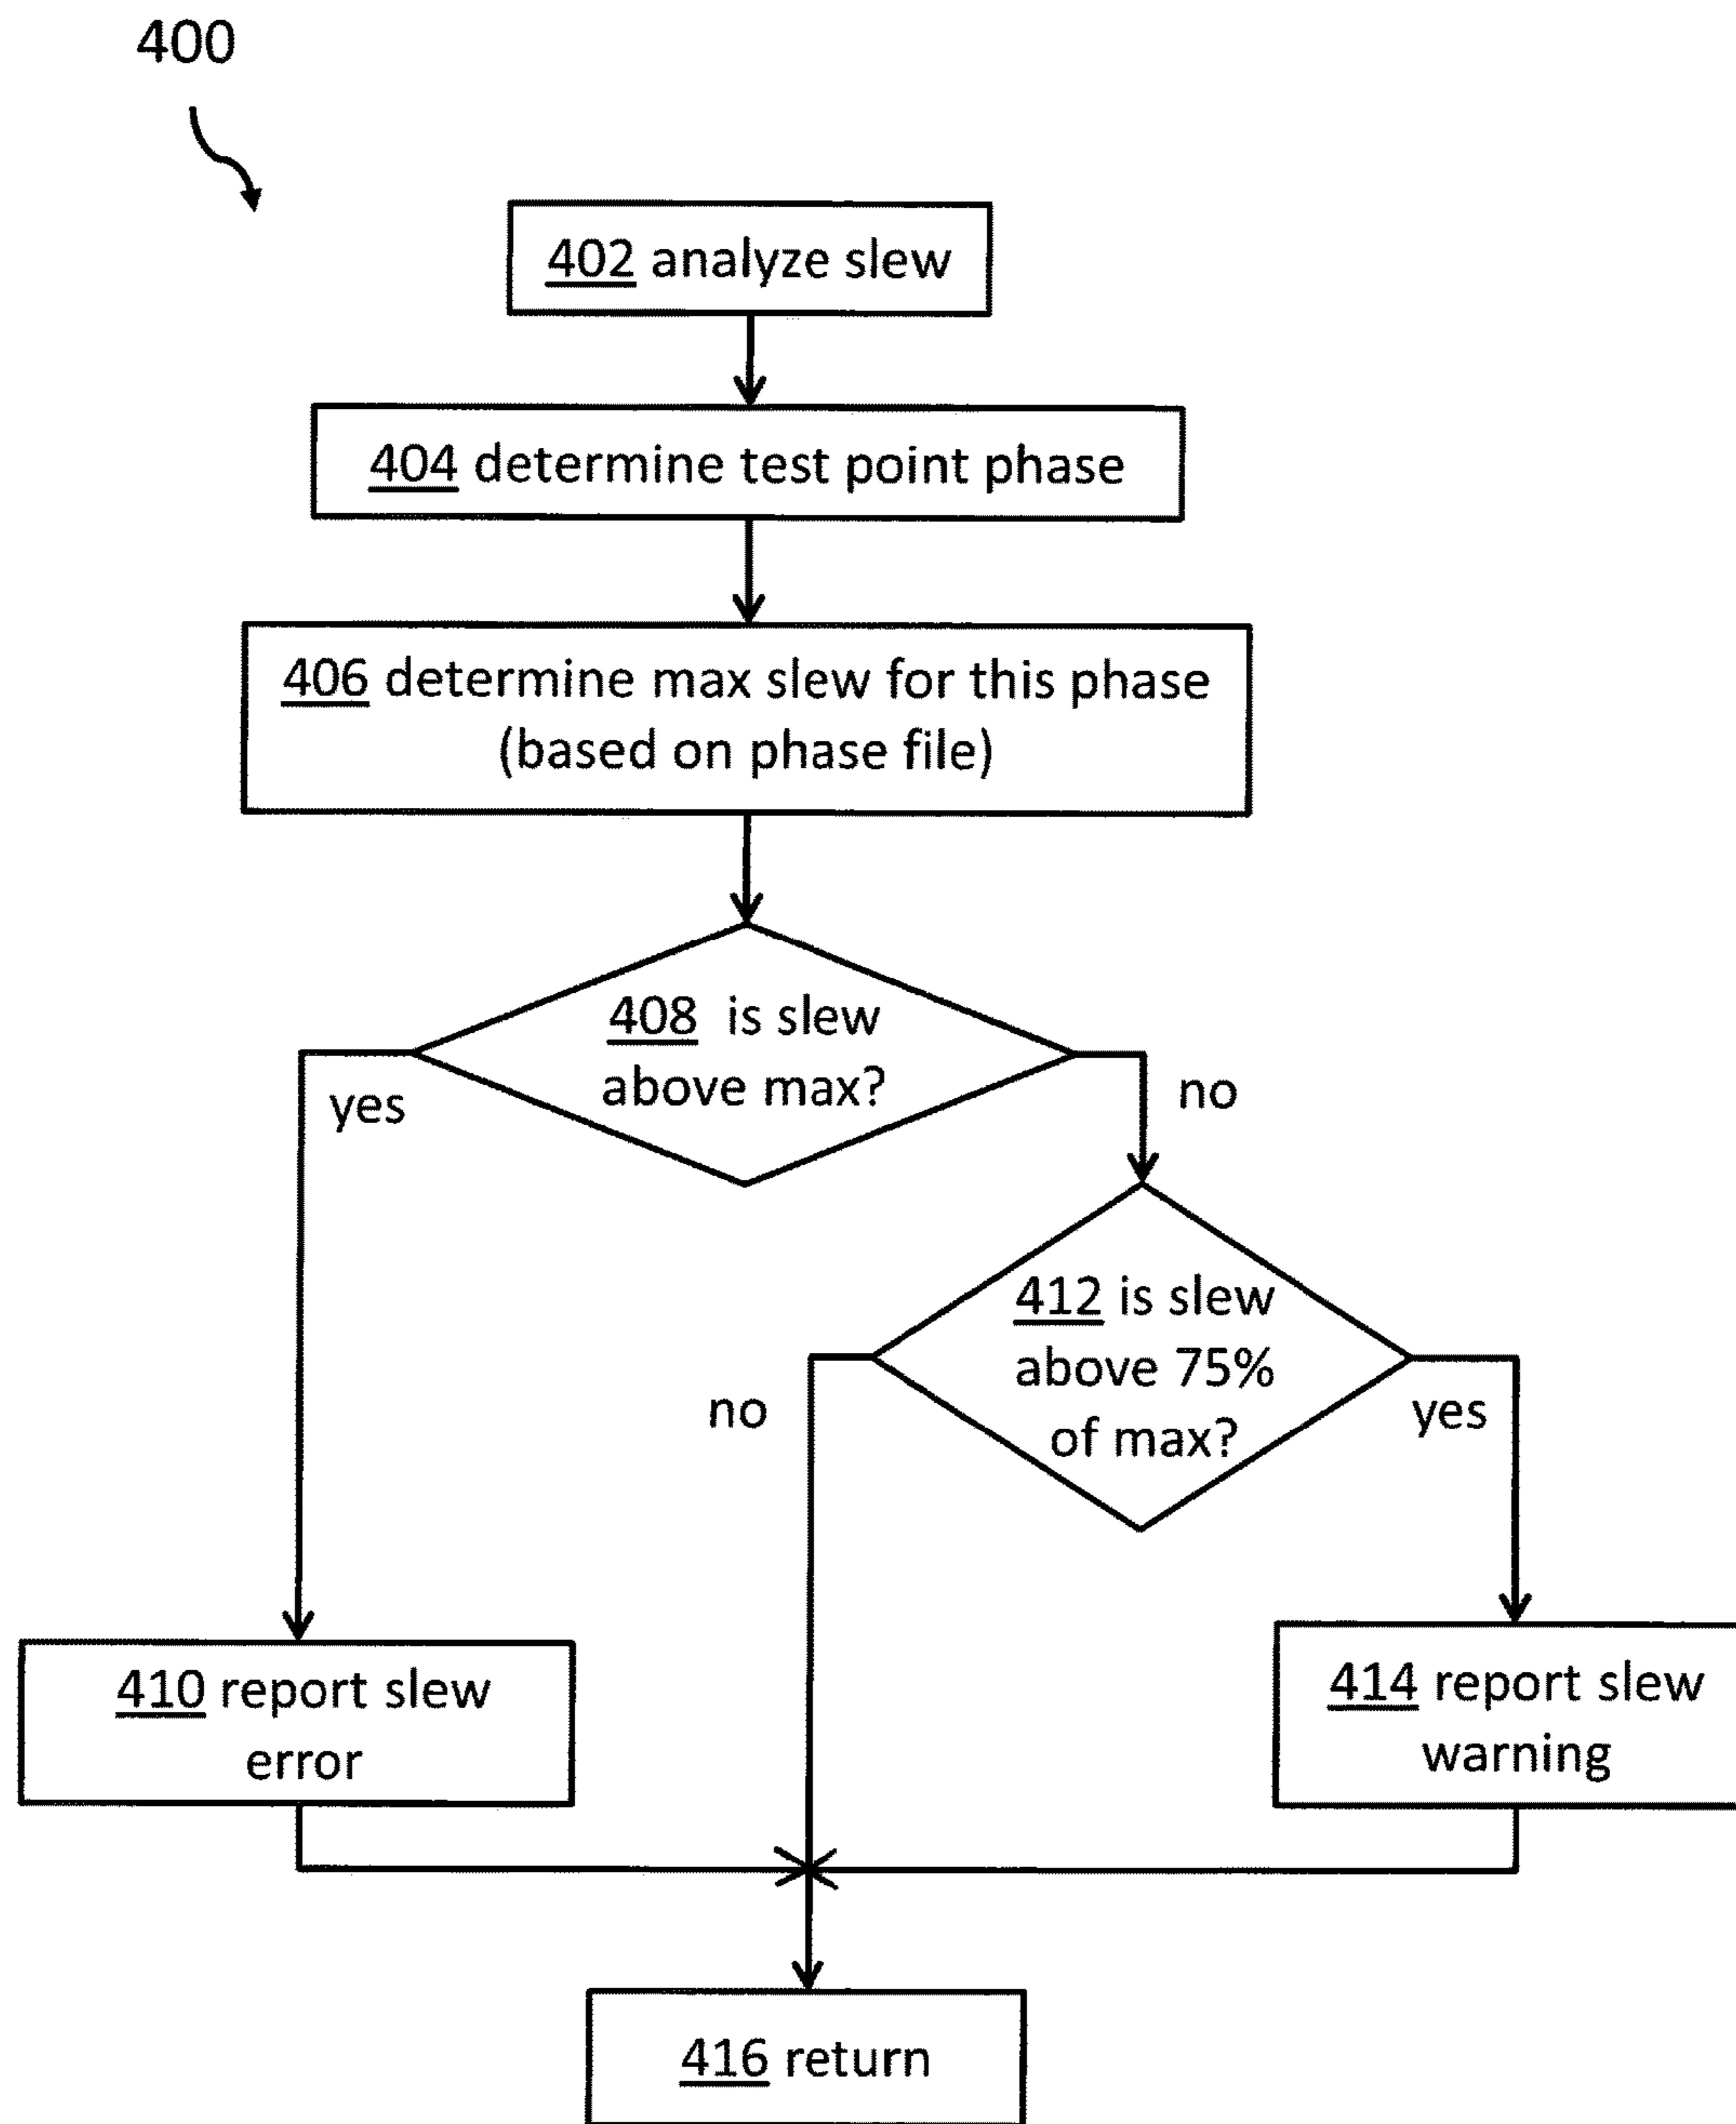 400
402 analyze slew
404 determine test point phase
406 determine max slew for this phase
(based on phase file)
408 is slew
above max?
yes
no
412 is slew
above 75%
of max?
no
yes
410 report slew
error
414 report slew
warning
416 return